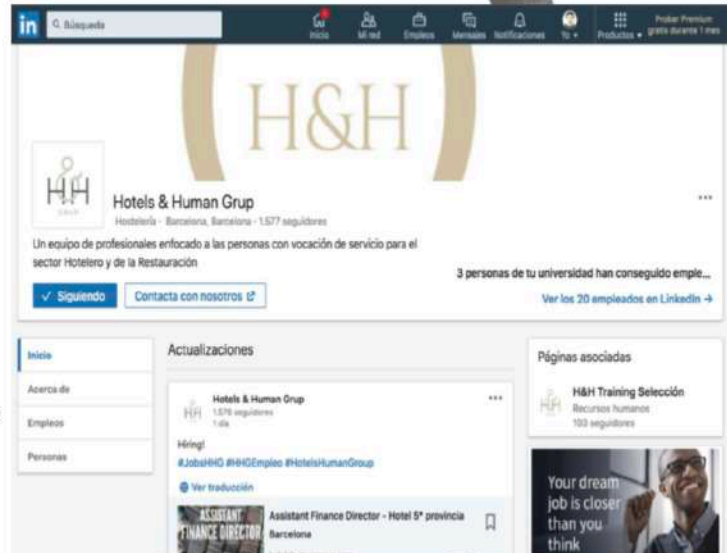 in
Búsqueda
Inicio
Mi red
Empleos
Mensajes
Notificaciones
Yo
Productos
Probar Premium
gratis durante 1 mes
H&H
H&H
GRUP
Hotels & Human Grup
Hostelería - Barcelona, Barcelona - 1.577 seguidores
Un equipo de profesionales enfocado a las personas con vocación de servicio para el
sector Hotelero y de la Restauración
3 personas de tu universidad han conseguido emple...
✓ Siguiendo
Contacta con nosotros
Ver los 20 empleados en LinkedIn →
Inicio
Acerca de
Empleos
Personas
Actualizaciones
Hotels & Human Grup
1.576 seguidores
1 día
Hiring!
#JobsHHG #HHGEmpleo #HotelsHumanGroup
Ver traducción
ASSISTANT
FINANCE DIRECTOR
Assistant Finance Director - Hotel 5* provincia
Barcelona
Páginas asociadas
H&H Training Selección
Recursos humanos
103 seguidores
Your dream
job is closer
than you
think